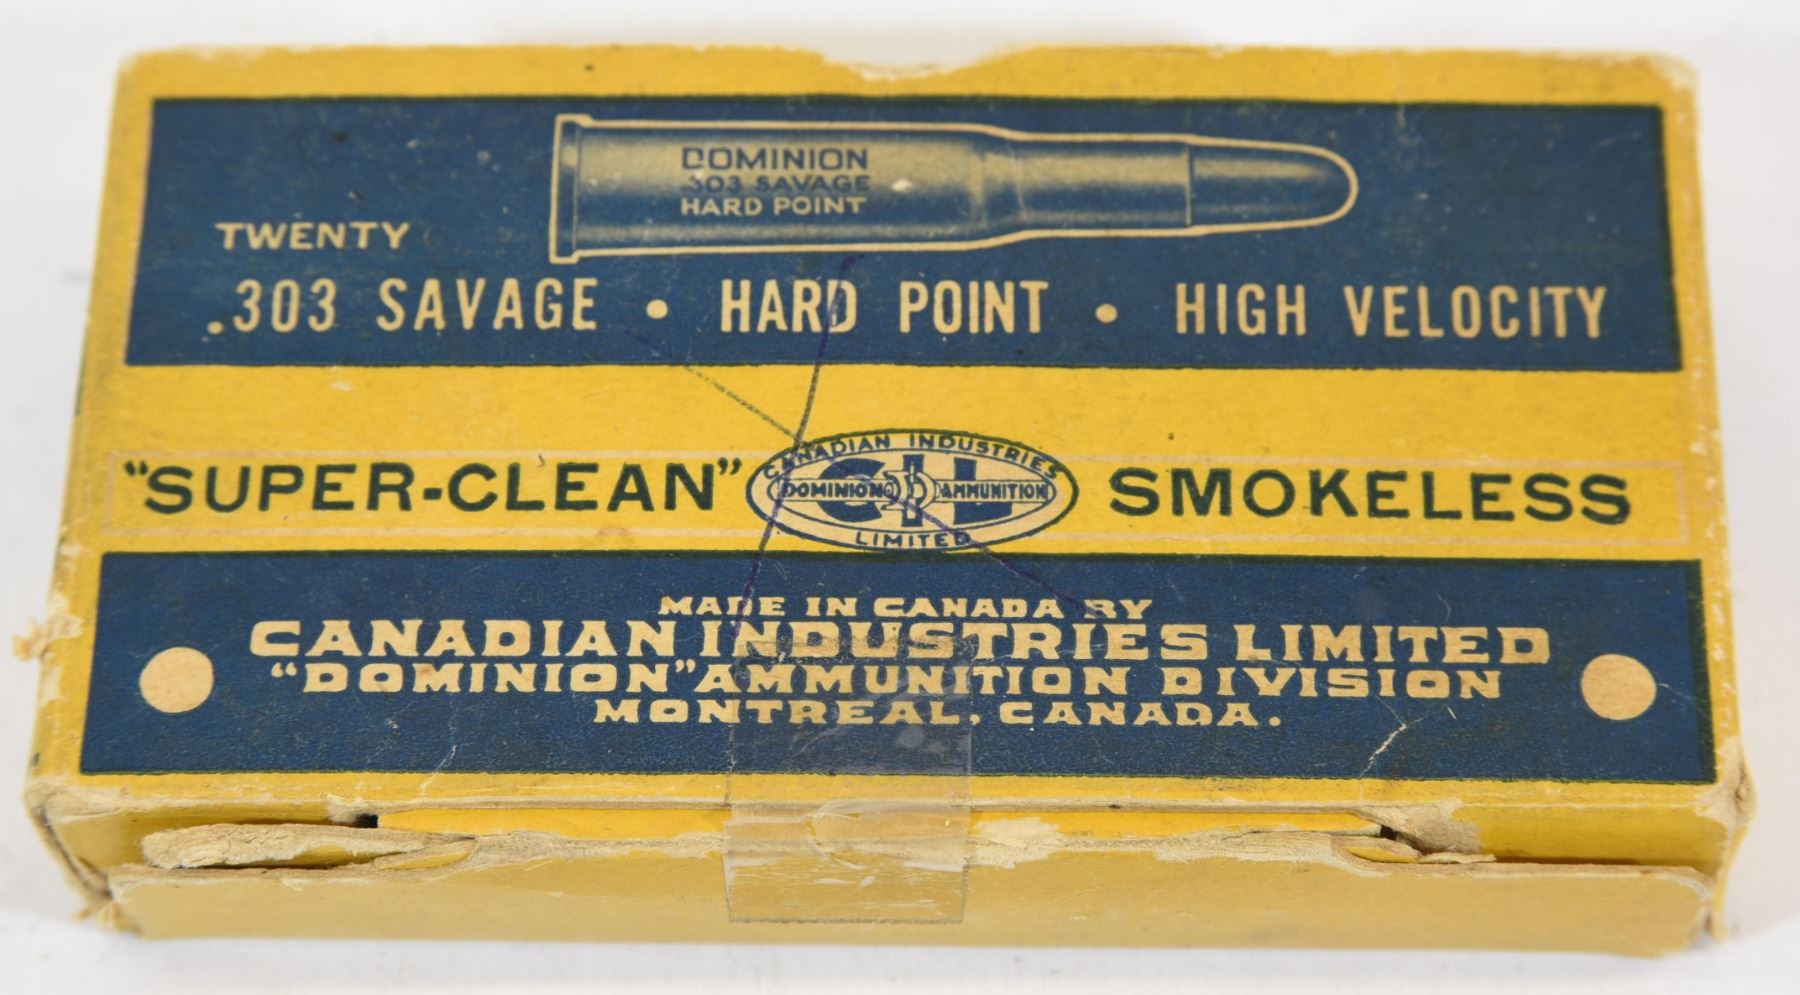 DOMINION
.303 SAVAGE
HARD POINT
TWENTY
.303 SAVAGE • HARD POINT • HIGH VELOCITY
"SUPER-CLEAN" SMOKELESS
CANADIAN INDUSTRIES
CIL
DOMINION AMMUNITION
LIMITED
MADE IN CANADA BY
CANADIAN INDUSTRIES LIMITED
"DOMINION" AMMUNITION DIVISION
MONTREAL, CANADA.